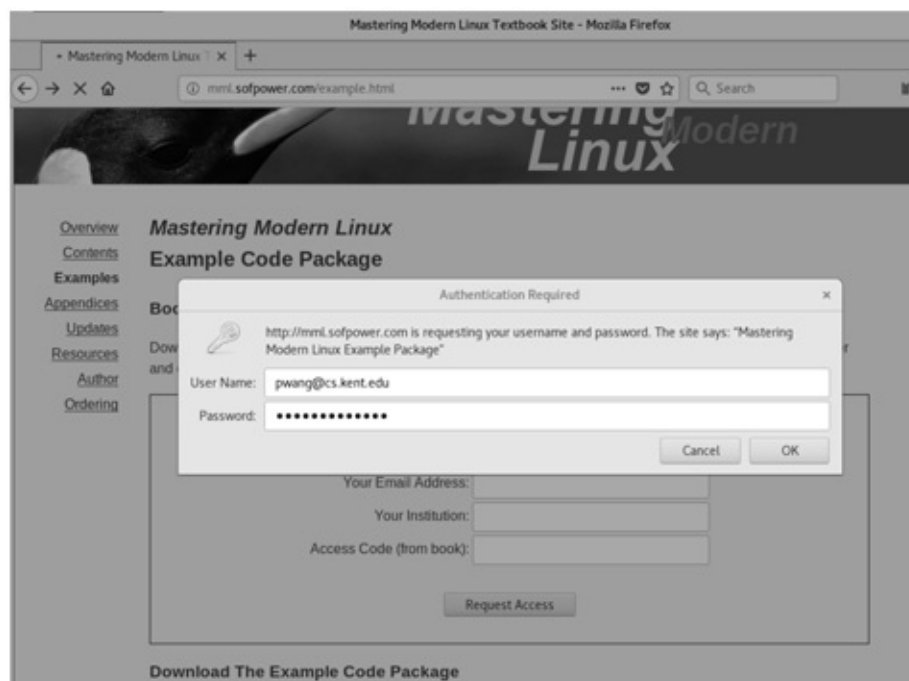 Mastering Modern Linux Textbook Site - Mozilla Firefox
Mastering Modern Linux
mml.sofpower.com/example.html
Search
Mastering
Modern
Linux
Overview
Contents
Examples
Appendices
Updates
Resources
Author
Ordering
Mastering Modern Linux
Example Code Package
Authentication Required
http://mml.sofpower.com is requesting your username and password. The site says: "Mastering
Modern Linux Example Package"
User Name: pwang@cs.kent.edu
Password: •••••••••••••
Cancel OK
Your Email Address:
Your Institution:
Access Code (from book):
Request Access
Download The Example Code Package